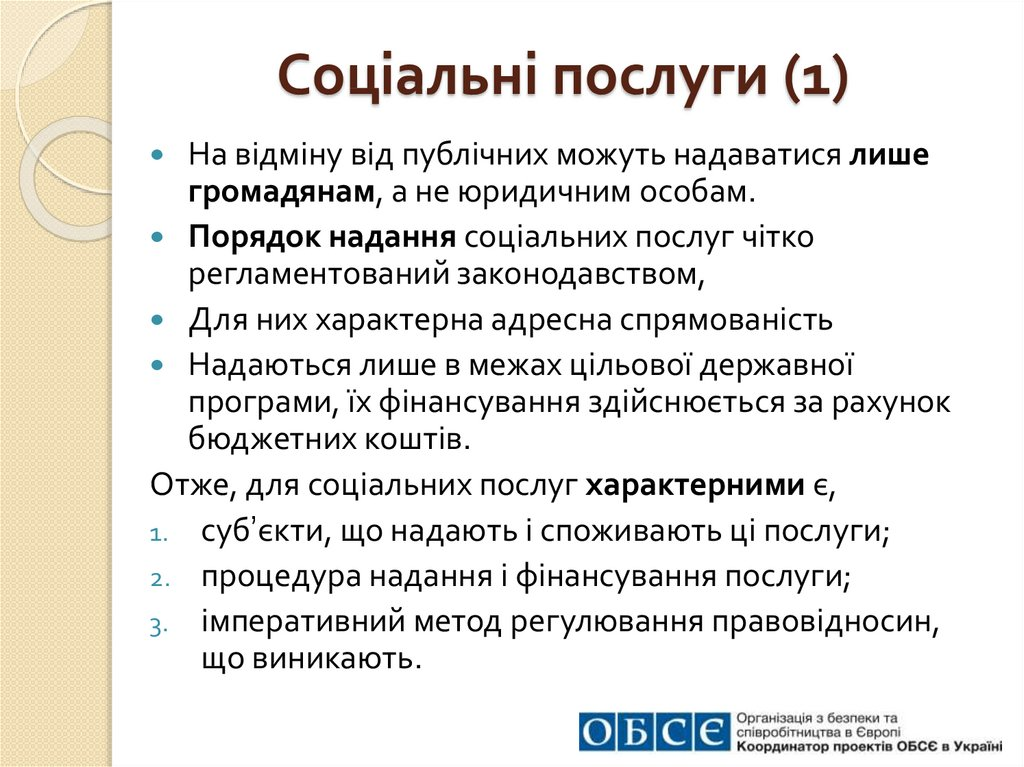 Соціальні послуги (1)
• На відміну від публічних можуть надаватися лише
громадянам, а не юридичним особам.
• Порядок надання соціальних послуг чітко
регламентований законодавством,
• Для них характерна адресна спрямованість
• Надаються лише в межах цільової державної
програми, їх фінансування здійснюється за рахунок
бюджетних коштів.
Отже, для соціальних послуг характерними є,
1. суб’єкти, що надають і споживають ці послуги;
2. процедура надання і фінансування послуги;
3. імперативний метод регулювання правовідносин,
що виникають.
ОБСЄ
Організація з безпеки та
співробітництва в Європі
Координатор проектів ОБСЄ в Україні